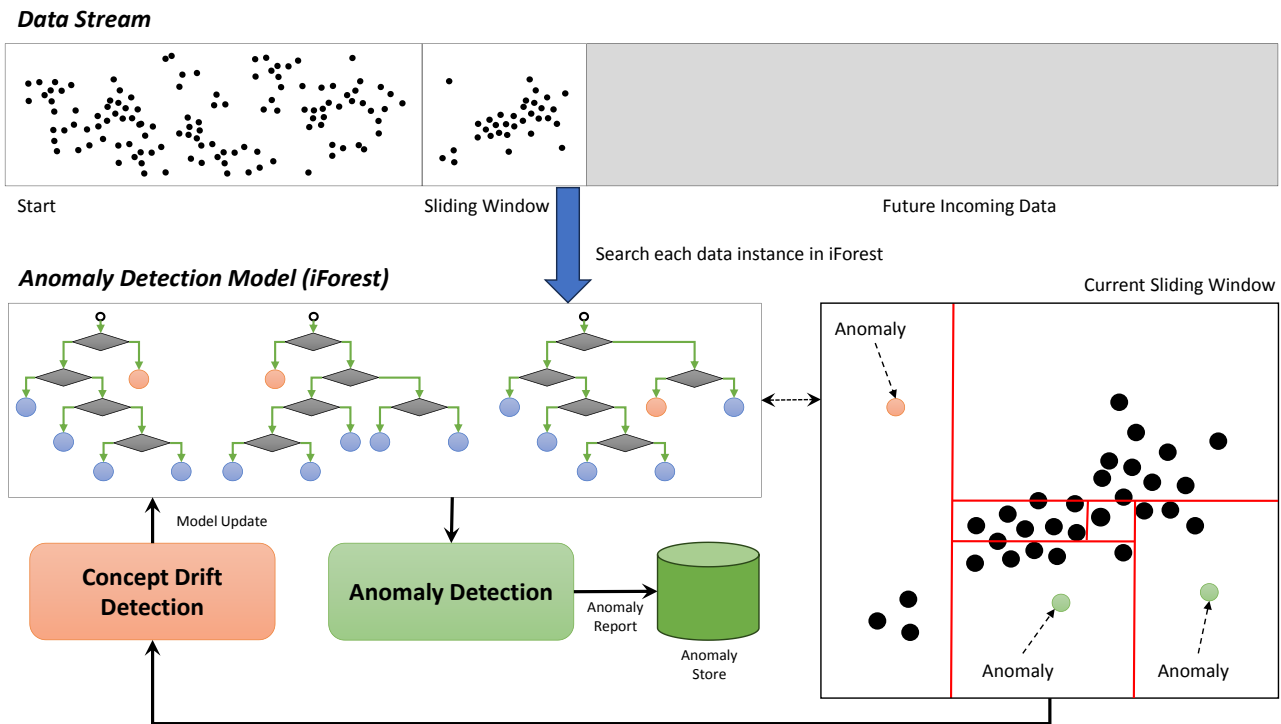 Data Stream
Start
Sliding Window
Future Incoming Data
Search each data instance in iForest
Anomaly Detection Model (iForest)
Current Sliding Window
Anomaly
Model Update
Concept Drift
Detection
Anomaly Detection
Anomaly
Report
Anomaly
Store
Anomaly
Anomaly